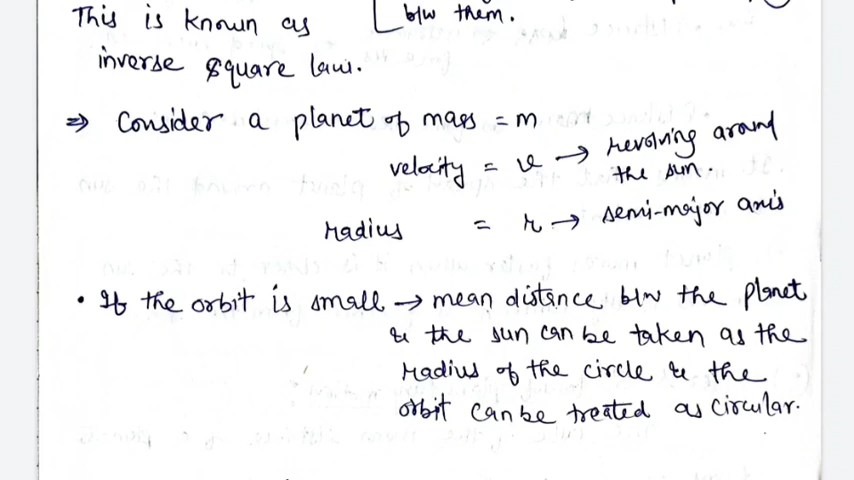 This is known as
b/w them.
inverse square law.
⇒ Consider a planet of mass = m
velocity = v → revolving around
the sun.
radius = r → semi-major axis
• If the orbit is small → mean distance b/w the planet
& the sun can be taken as the
radius of the circle & the
orbit can be treated as circular.